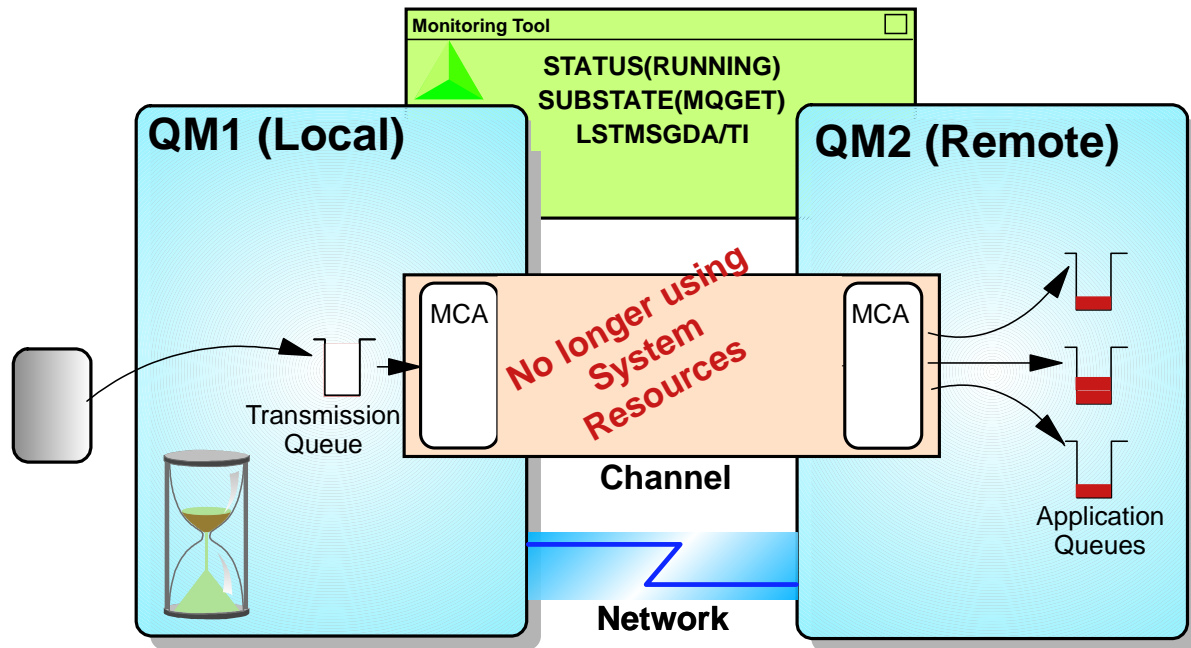 Monitoring Tool
STATUS(RUNNING)
SUBSTATE(MQGET)
LSTMSGDA/TI
QM1 (Local)
QM2 (Remote)
MCA
No longer using
System
Resources
MCA
Transmission
Queue
Channel
Application
Queues
Network